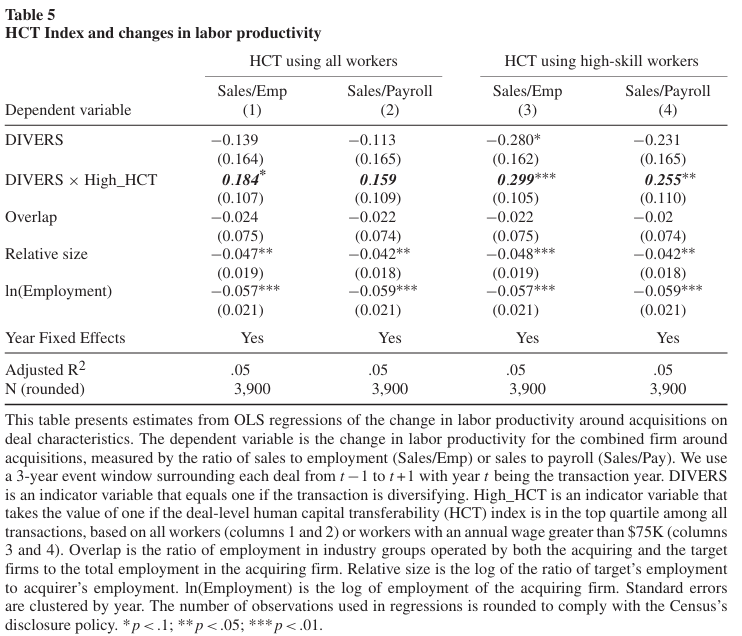 Table 5
HCT Index and changes in labor productivity
HCT using all workers HCT using high-skill workers
Sales/Emp Sales/Payroll Sales/Emp Sales/Payroll
Dependent variable (1) (2) (3) (4)
DIVERS −0.139 −0.113 −0.280* −0.231
(0.164) (0.165) (0.162) (0.165)
DIVERS × High_HCT 0.184* 0.159 0.299*** 0.255**
(0.107) (0.109) (0.105) (0.110)
Overlap −0.024 −0.022 −0.022 −0.02
(0.075) (0.074) (0.075) (0.074)
Relative size −0.047** −0.042** −0.048*** −0.042**
(0.019) (0.018) (0.019) (0.018)
ln(Employment) −0.057*** −0.059*** −0.057*** −0.059***
(0.021) (0.021) (0.021) (0.021)
Year Fixed Effects Yes Yes Yes Yes
Adjusted R2 .05 .05 .05 .05
N (rounded) 3,900 3,900 3,900 3,900
This table presents estimates from OLS regressions of the change in labor productivity around acquisitions on
deal characteristics. The dependent variable is the change in labor productivity for the combined firm around
acquisitions, measured by the ratio of sales to employment (Sales/Emp) or sales to payroll (Sales/Pay). We use
a 3-year event window surrounding each deal from t−1 to t+1 with year t being the transaction year. DIVERS
is an indicator variable that equals one if the transaction is diversifying. High_HCT is an indicator variable that
takes the value of one if the deal-level human capital transferability (HCT) index is in the top quartile among all
transactions, based on all workers (columns 1 and 2) or workers with an annual wage greater than $75K (columns
3 and 4). Overlap is the ratio of employment in industry groups operated by both the acquiring and the target
firms to the total employment in the acquiring firm. Relative size is the log of the ratio of target's employment
to acquirer's employment. ln(Employment) is the log of employment of the acquiring firm. Standard errors
are clustered by year. The number of observations used in regressions is rounded to comply with the Census's
disclosure policy. *p<.1; **p<.05; ***p<.01.